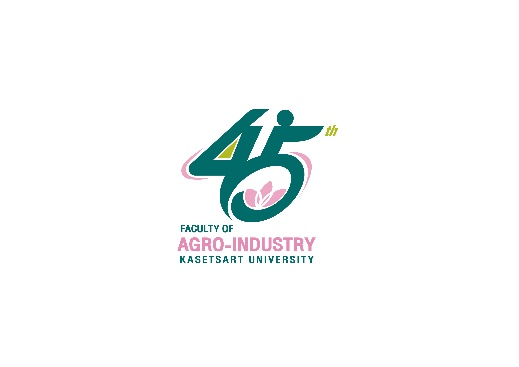 45th
FACULTY OF
AGRO-INDUSTRY
KASETSART UNIVERSITY